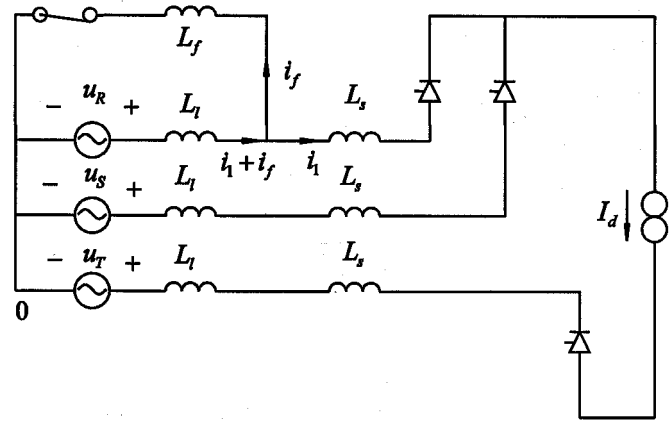 L_f
i_f
− u_R + L_l L_s
i_1 + i_f i_1
− u_S + L_l L_s
I_d
− u_T + L_l L_s
0